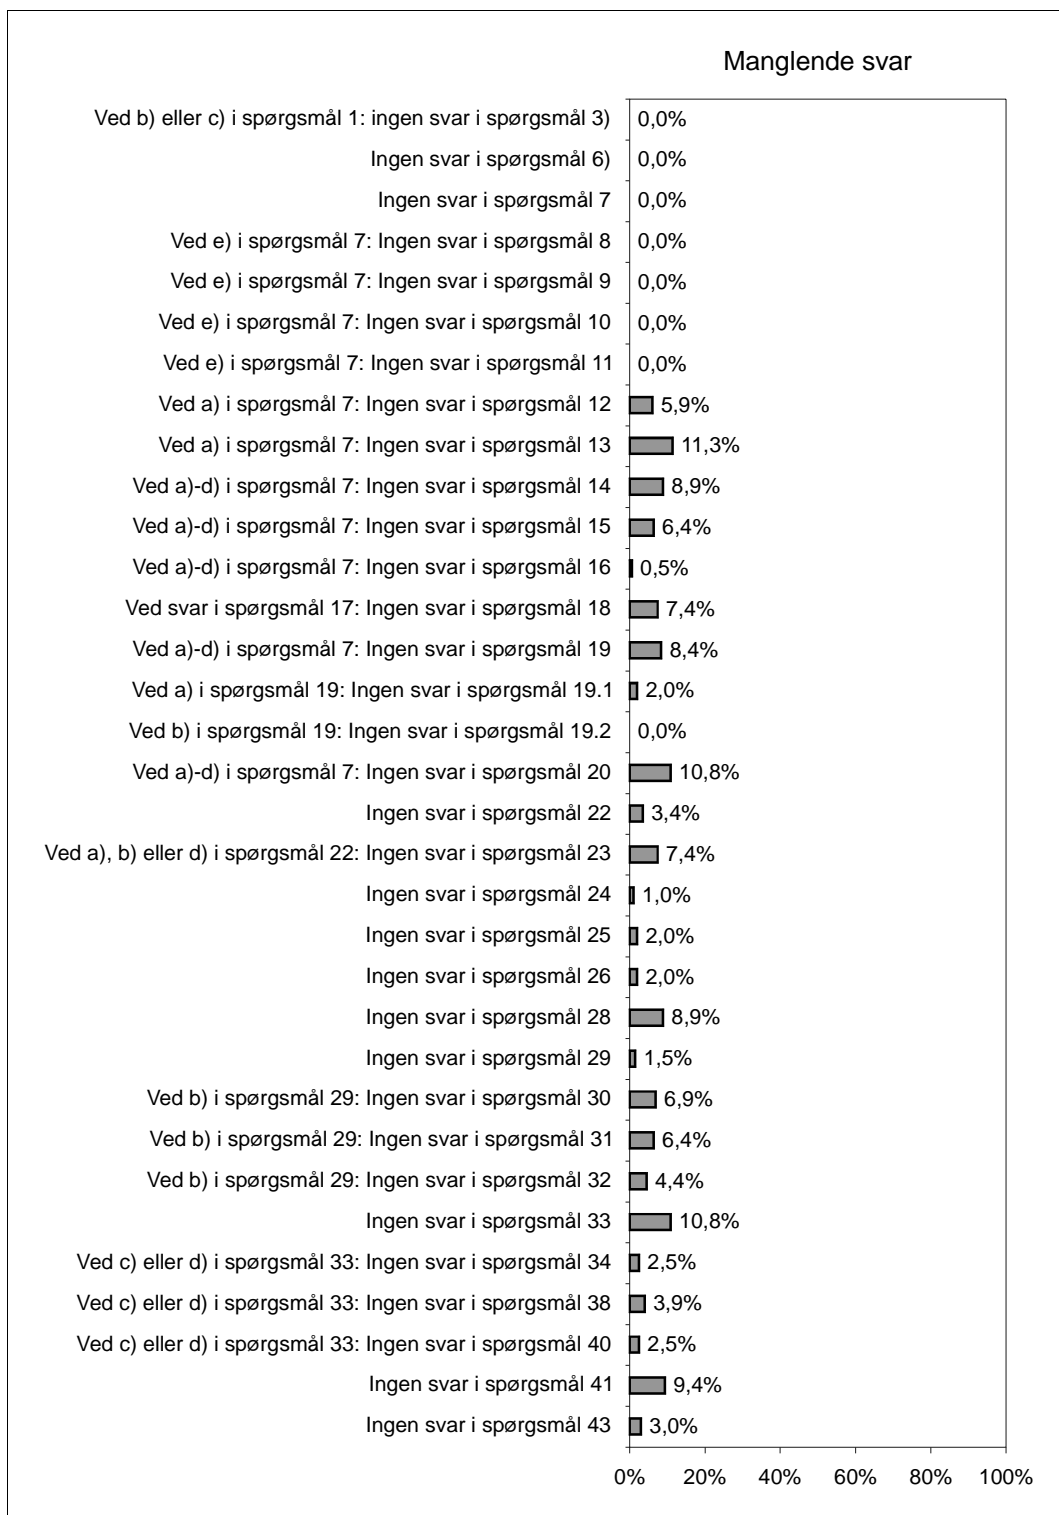 Manglende svar
Ved b) eller c) i spørgsmål 1: ingen svar i spørgsmål 3) 0,0%
Ingen svar i spørgsmål 6) 0,0%
Ingen svar i spørgsmål 7 0,0%
Ved e) i spørgsmål 7: Ingen svar i spørgsmål 8 0,0%
Ved e) i spørgsmål 7: Ingen svar i spørgsmål 9 0,0%
Ved e) i spørgsmål 7: Ingen svar i spørgsmål 10 0,0%
Ved e) i spørgsmål 7: Ingen svar i spørgsmål 11 0,0%
Ved a) i spørgsmål 7: Ingen svar i spørgsmål 12 5,9%
Ved a) i spørgsmål 7: Ingen svar i spørgsmål 13 11,3%
Ved a)-d) i spørgsmål 7: Ingen svar i spørgsmål 14 8,9%
Ved a)-d) i spørgsmål 7: Ingen svar i spørgsmål 15 6,4%
Ved a)-d) i spørgsmål 7: Ingen svar i spørgsmål 16 0,5%
Ved svar i spørgsmål 17: Ingen svar i spørgsmål 18 7,4%
Ved a)-d) i spørgsmål 7: Ingen svar i spørgsmål 19 8,4%
Ved a) i spørgsmål 19: Ingen svar i spørgsmål 19.1 2,0%
Ved b) i spørgsmål 19: Ingen svar i spørgsmål 19.2 0,0%
Ved a)-d) i spørgsmål 7: Ingen svar i spørgsmål 20 10,8%
Ingen svar i spørgsmål 22 3,4%
Ved a), b) eller d) i spørgsmål 22: Ingen svar i spørgsmål 23 7,4%
Ingen svar i spørgsmål 24 1,0%
Ingen svar i spørgsmål 25 2,0%
Ingen svar i spørgsmål 26 2,0%
Ingen svar i spørgsmål 28 8,9%
Ingen svar i spørgsmål 29 1,5%
Ved b) i spørgsmål 29: Ingen svar i spørgsmål 30 6,9%
Ved b) i spørgsmål 29: Ingen svar i spørgsmål 31 6,4%
Ved b) i spørgsmål 29: Ingen svar i spørgsmål 32 4,4%
Ingen svar i spørgsmål 33 10,8%
Ved c) eller d) i spørgsmål 33: Ingen svar i spørgsmål 34 2,5%
Ved c) eller d) i spørgsmål 33: Ingen svar i spørgsmål 38 3,9%
Ved c) eller d) i spørgsmål 33: Ingen svar i spørgsmål 40 2,5%
Ingen svar i spørgsmål 41 9,4%
Ingen svar i spørgsmål 43 3,0%
0% 20% 40% 60% 80% 100%